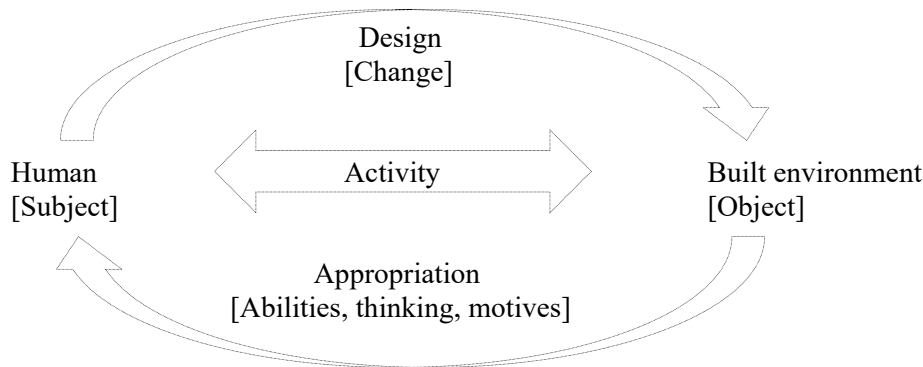 Design
[Change]
Human
[Subject]
Activity
Built environment
[Object]
Appropriation
[Abilities, thinking, motives]